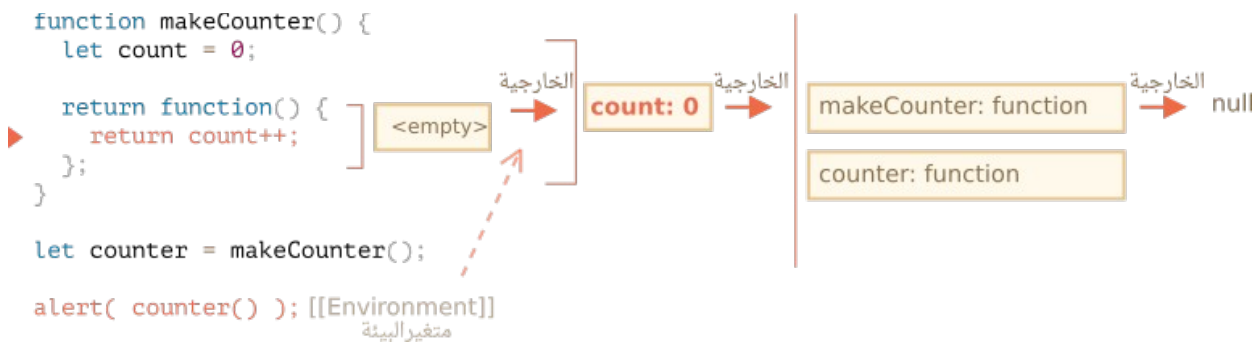 function makeCounter() {
let count = 0;
الخارجية
الخارجية
الخارجية
return function() {
<empty>
count: 0
makeCounter: function
null
return count++;
};
counter: function
}
let counter = makeCounter();
alert( counter() ); [[Environment]]
متغيرالبيئة